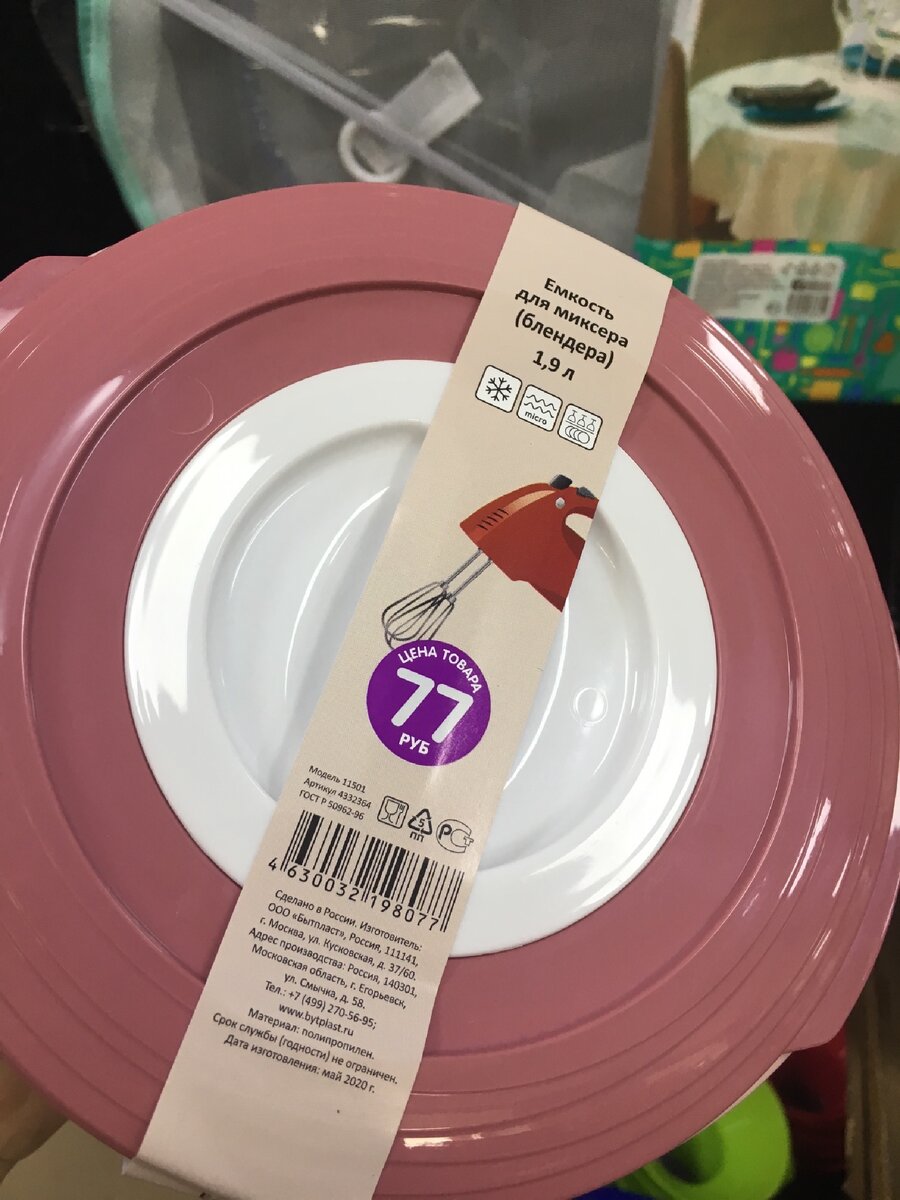 Емкость
для миксера
(блендера)
1,9 л
micro
ЦЕНА ТОВАРА
77
РУБ
Модель 11501
Артикул 4332364
ГОСТ Р 50962-96
5
ПП
4 630032 198077
Сделано в России. Изготовитель:
ООО «Бытпласт», Россия, 111141,
г. Москва, ул. Кусковская, д. 37/60.
Адрес производства: Россия, 140301,
Московская область, г. Егорьевск,
ул. Смычка, д. 58.
Тел.: +7 (499) 270-56-95;
www.bytplast.ru
Материал: полипропилен.
Срок службы (годности) не ограничен.
Дата изготовления: май 2020 г.